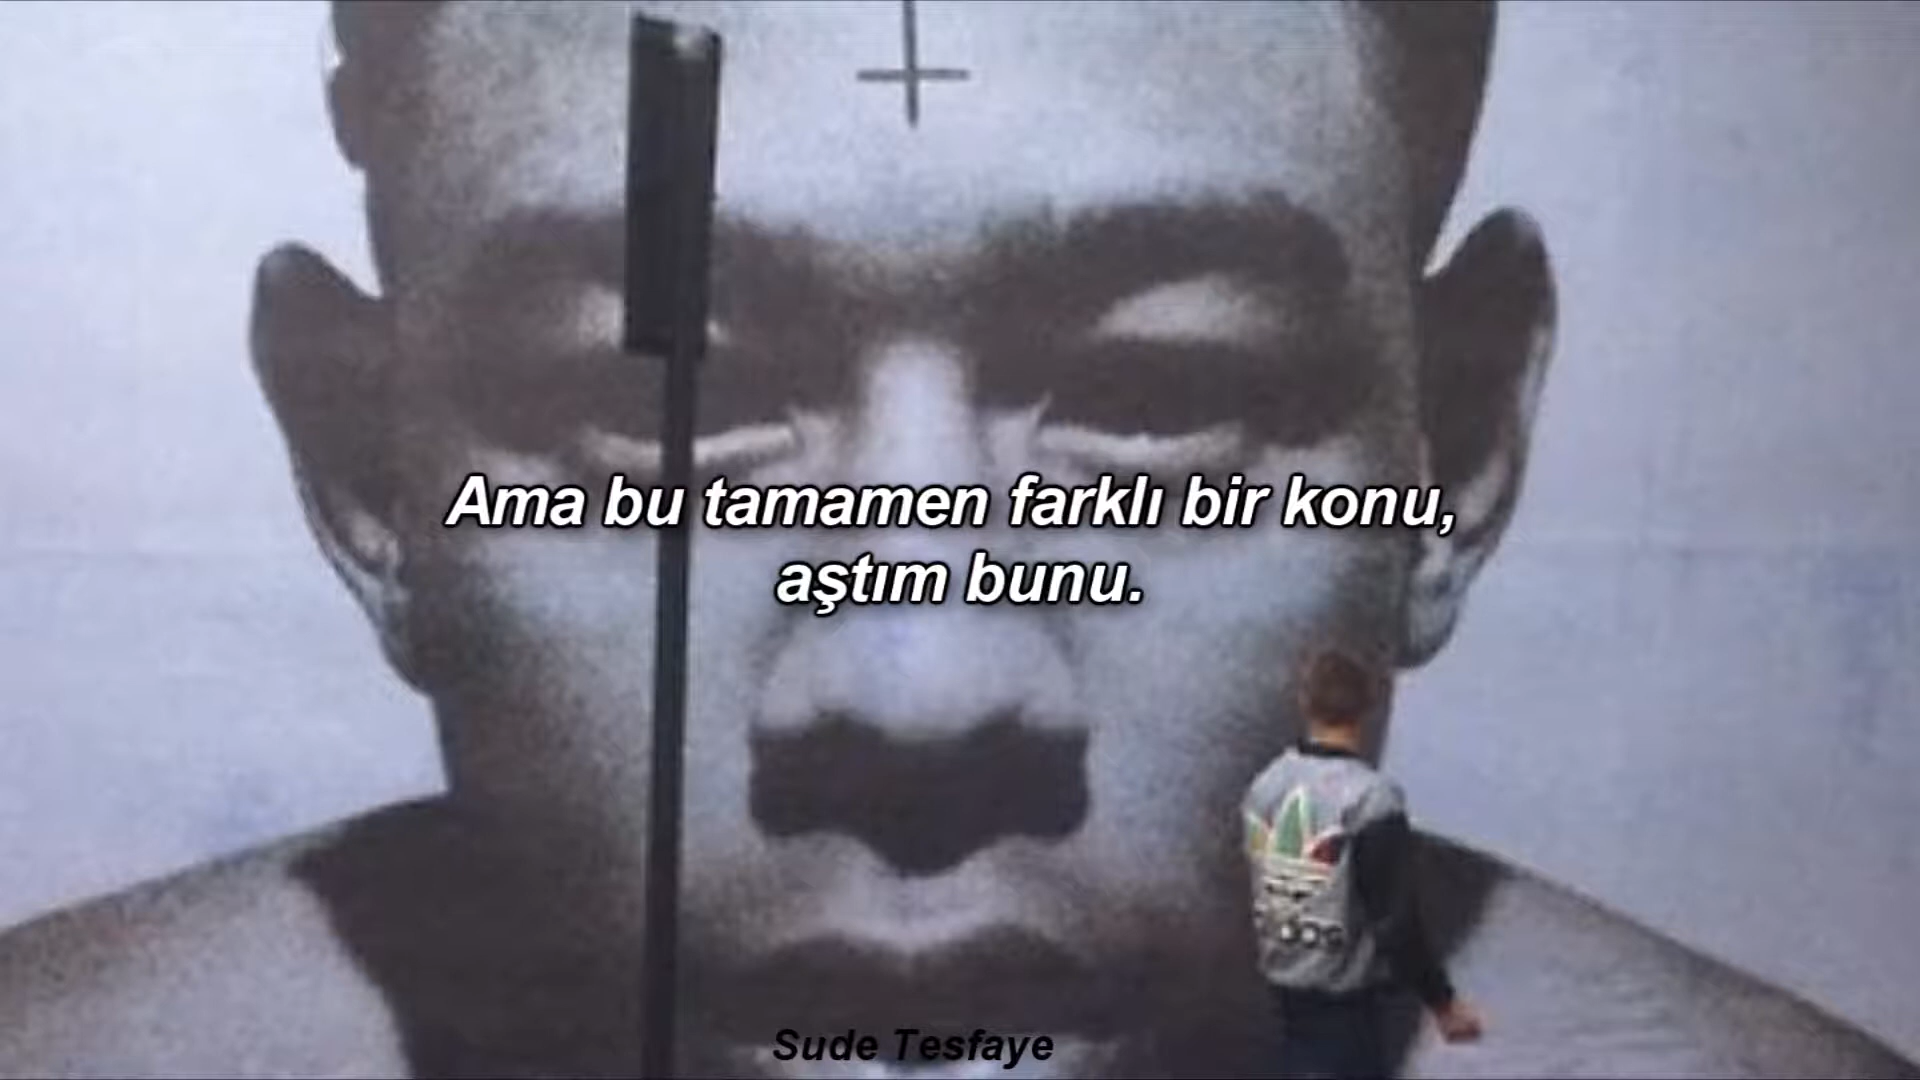 Ama bu tamamen farklı bir konu,
aştım bunu.
Sude Tesfaye